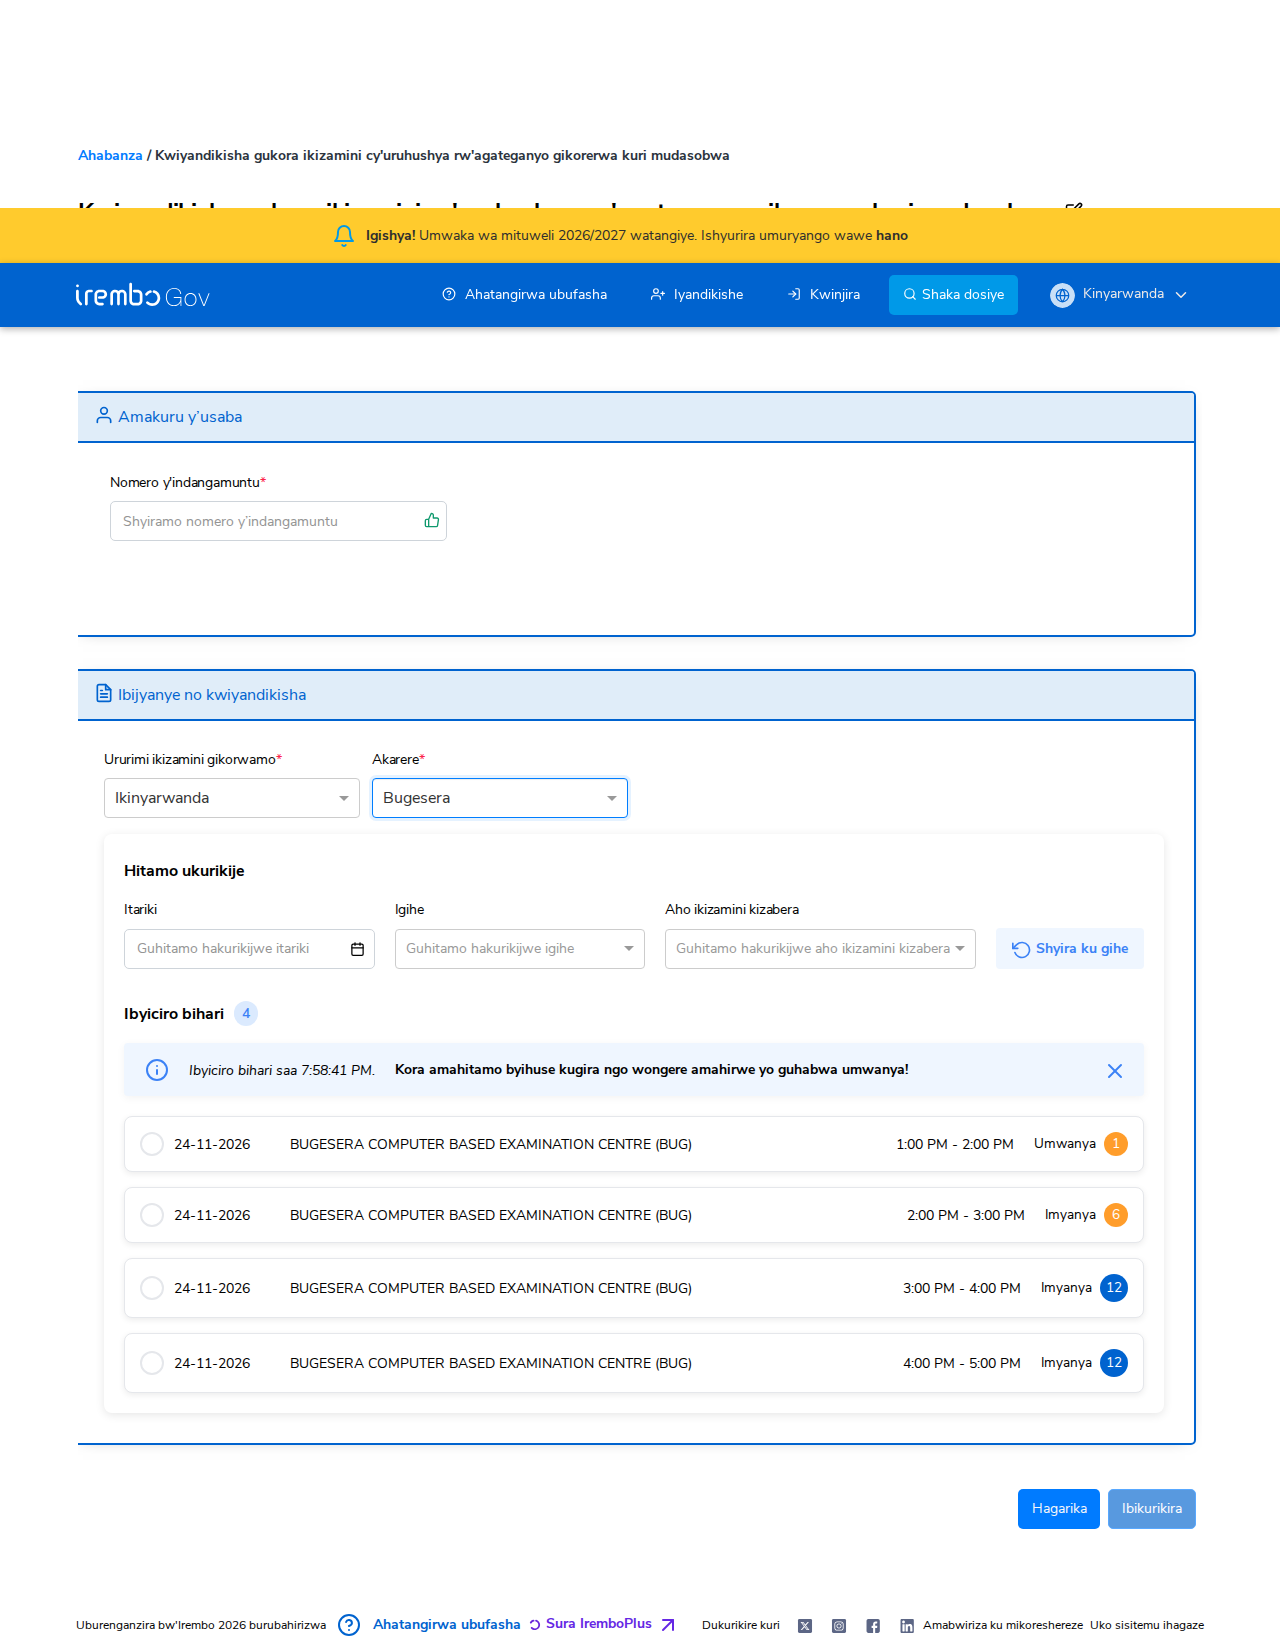 Ahabanza / Kwiyandikisha gukora ikizamini cy'uruhushya rw'agateganyo gikorerwa kuri mudasobwa
Igishya! Umwaka wa mituweli 2026/2027 watangiye. Ishyurira umuryango wawe hano
irembo Gov
Ahatangirwa ubufasha
Iyandikishe
Kwinjira
Shaka dosiye
Kinyarwanda
Amakuru y'usaba
Nomero y'indangamuntu*
Shyiramo nomero y'indangamuntu
Ibijyanye no kwiyandikisha
Ururimi ikizamini gikorwamo* Akarere*
Ikinyarwanda Bugesera
Hitamo ukurikije
Itariki Igihe Aho ikizamini kizabera
Guhitamo hakurikijwe itariki Guhitamo hakurikijwe igihe Guhitamo hakurikijwe aho ikizamini kizabera Shyira ku gihe
Ibyiciro bihari 4
Ibyiciro bihari saa 7:58:41 PM. Kora amahitamo byihuse kugira ngo wongere amahirwe yo guhabwa umwanya!
24-11-2026 BUGESERA COMPUTER BASED EXAMINATION CENTRE (BUG) 1:00 PM - 2:00 PM Umwanya 1
24-11-2026 BUGESERA COMPUTER BASED EXAMINATION CENTRE (BUG) 2:00 PM - 3:00 PM Imyanya 6
24-11-2026 BUGESERA COMPUTER BASED EXAMINATION CENTRE (BUG) 3:00 PM - 4:00 PM Imyanya 12
24-11-2026 BUGESERA COMPUTER BASED EXAMINATION CENTRE (BUG) 4:00 PM - 5:00 PM Imyanya 12
Hagarika Ibikurikira
Uburenganzira bw'Irembo 2026 burubahirizwa Ahatangirwa ubufasha Sura IremboPlus Dukurikire kuri Amabwiriza ku mikoreshereze Uko sisitemu ihagaze